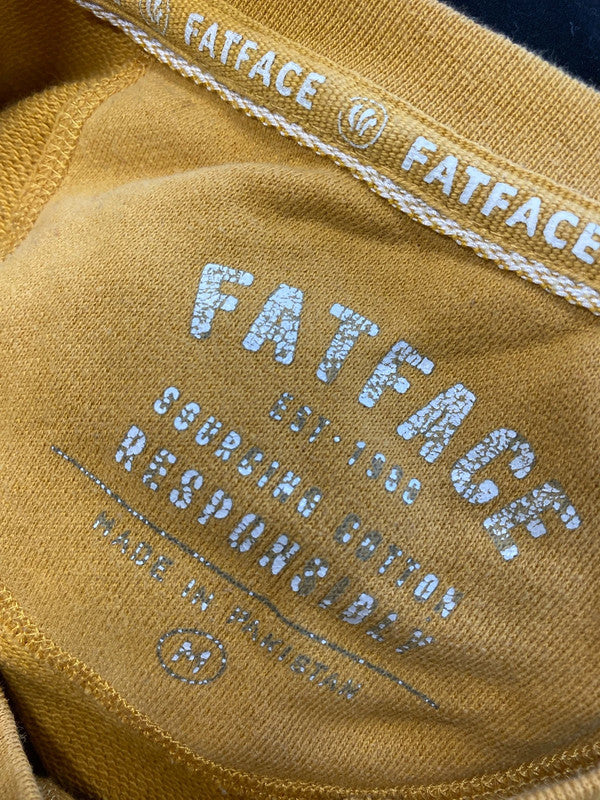 FATFACE FATFACE
FATFACE
EST·1988
SOURCING COTTON
RESPONSIBLY
MADE IN PAKISTAN
M